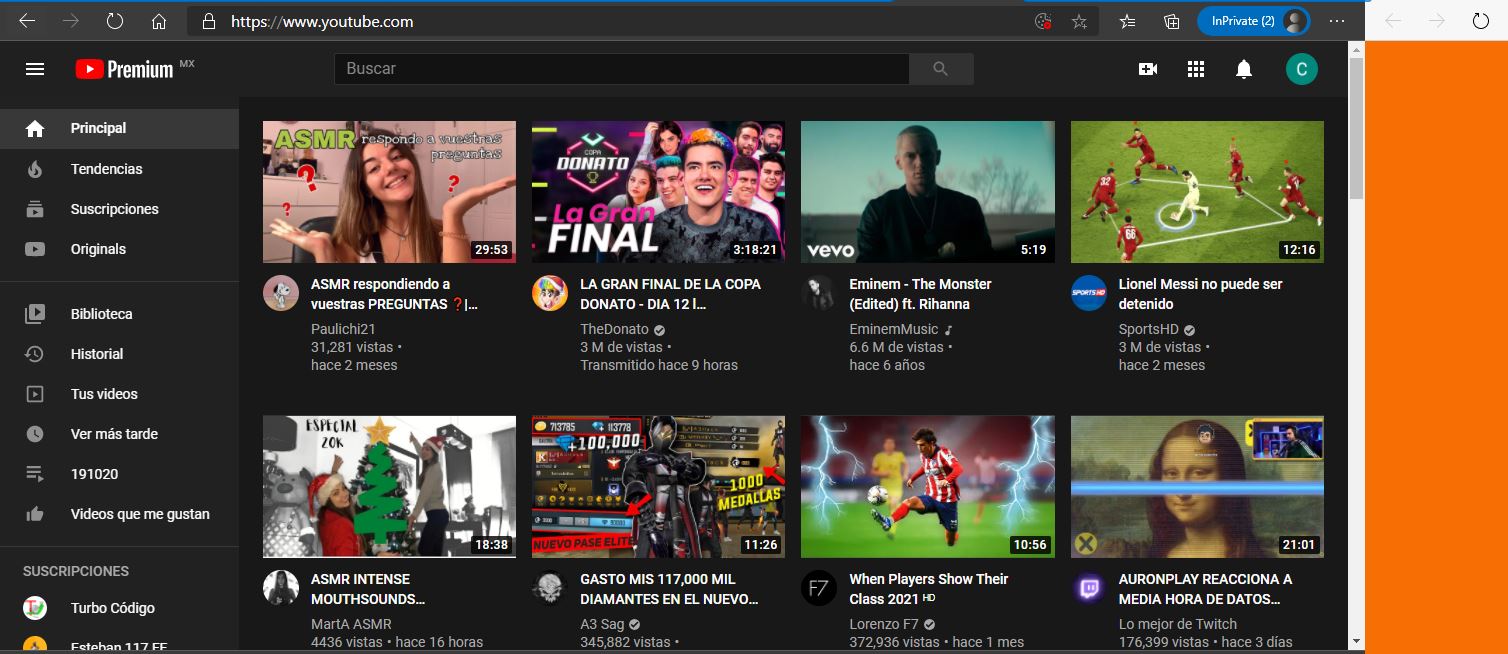 https://www.youtube.com
InPrivate (2)
Premium MX
Buscar
C
Principal
Tendencias
Suscripciones
Originals
Biblioteca
Historial
Tus videos
Ver más tarde
191020
Videos que me gustan
SUSCRIPCIONES
Turbo Código
Esteban 117 FF
ASMR respondo a vuestras
preguntas
29:53
ASMR respondiendo a
vuestras PREGUNTAS ❓|...
Paulichi21
31,281 vistas •
hace 2 meses
COPA
DONATO
La Gran
FINAL
3:18:21
LA GRAN FINAL DE LA COPA
DONATO - DIA 12 l...
TheDonato
3 M de vistas •
Transmitido hace 9 horas
vevo
5:19
Eminem - The Monster
(Edited) ft. Rihanna
EminemMusic
6.6 M de vistas •
hace 6 años
32
66
12:16
SPORTS HD
Lionel Messi no puede ser
detenido
SportsHD
3 M de vistas •
hace 2 meses
ESPECIAL
20K
18:38
ASMR INTENSE
MOUTHSOUNDS...
MartA ASMR
4436 vistas • hace 16 horas
713785
113778
+100,000
1000
MEDALLAS
90000
NUEVO PASE ELITE
11:26
GASTO MIS 117,000 MIL
DIAMANTES EN EL NUEVO...
A3 Sag
345,882 vistas •
10:56
F7
When Players Show Their
Class 2021 ᴴᴰ
Lorenzo F7
372,936 vistas • hace 1 mes
21:01
AURONPLAY REACCIONA A
MEDIA HORA DE DATOS...
Lo mejor de Twitch
176,399 vistas • hace 3 días